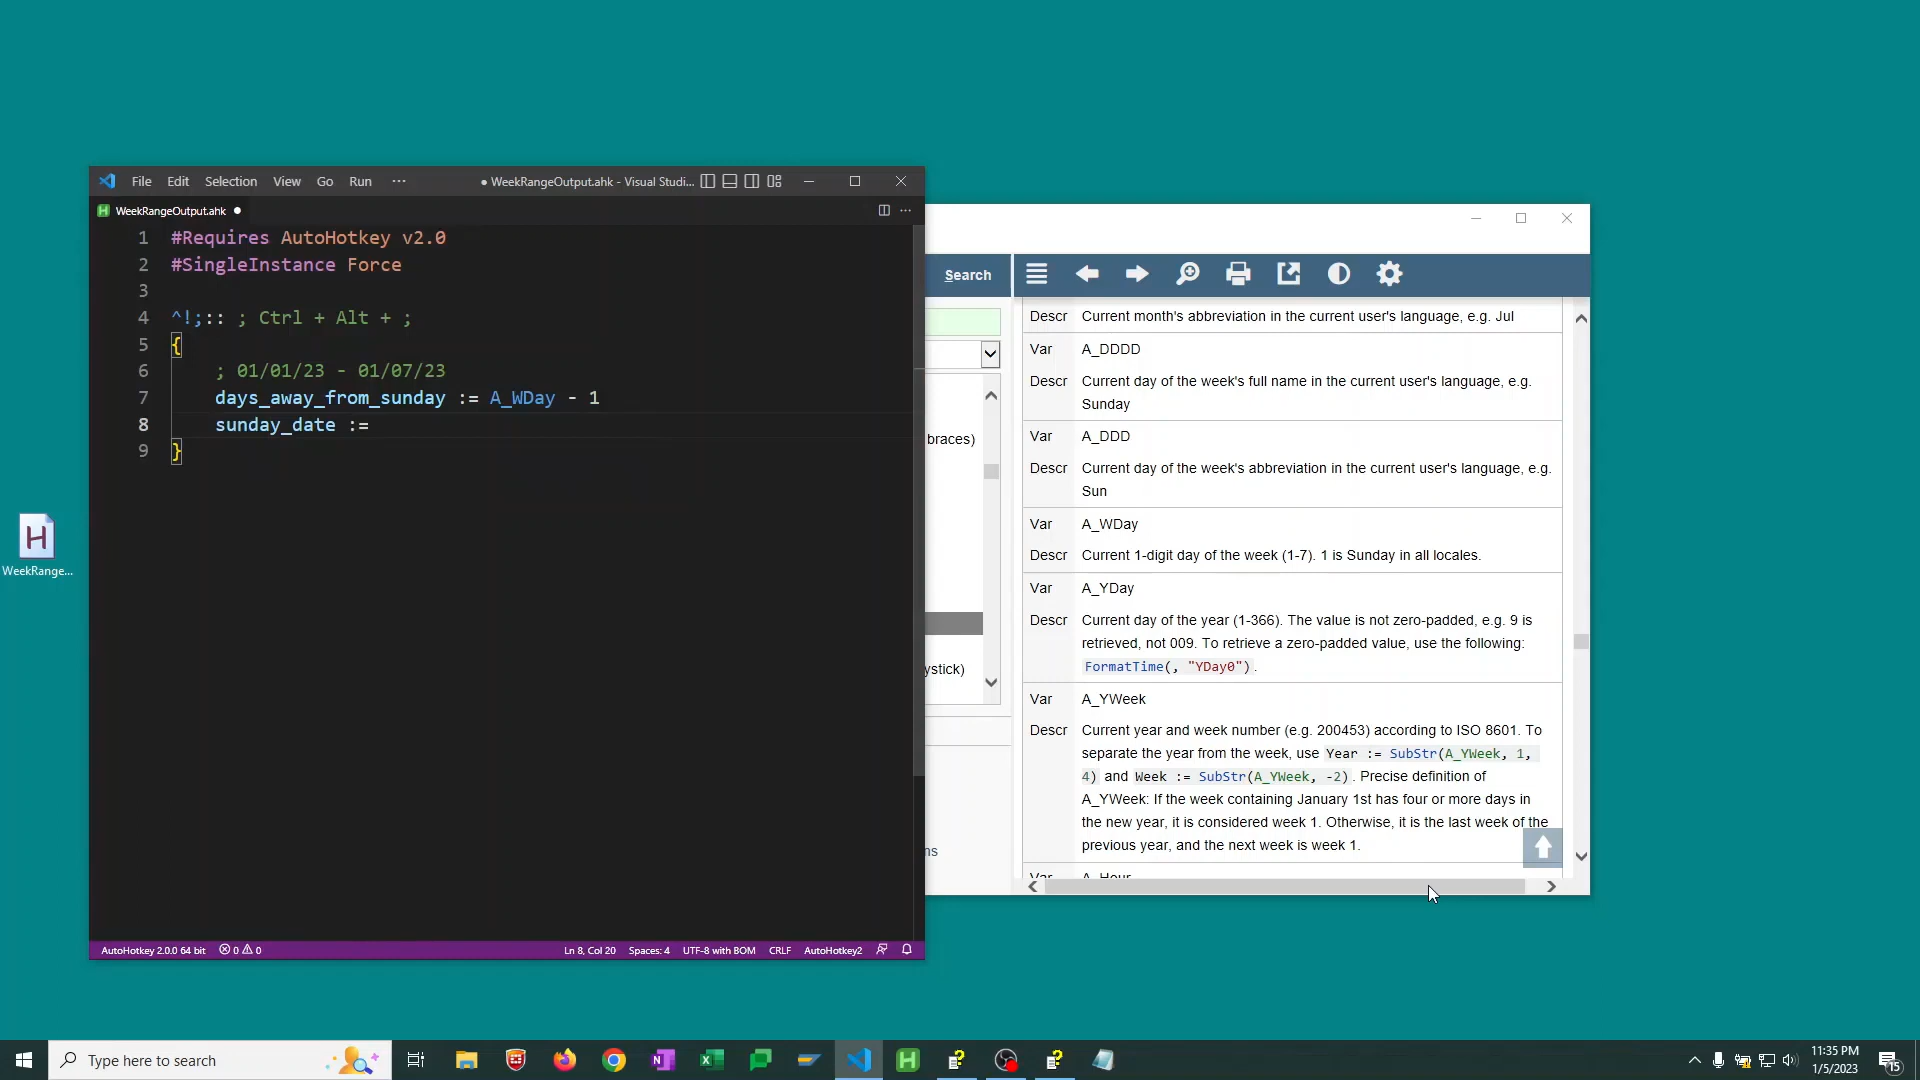 File Edit Selection View Go Run ··· ● WeekRangeOutput.ahk - Visual Studi...
WeekRangeOutput.ahk ●
1 #Requires AutoHotkey v2.0
2 #SingleInstance Force
3
4 ^!;:: ; Ctrl + Alt + ;
5 {
6 ; 01/01/23 - 01/07/23
7 days_away_from_sunday := A_WDay - 1
8 sunday_date :=
9 }
AutoHotkey 2.0.0 64 bit 0 0 Ln 8, Col 20 Spaces: 4 UTF-8 with BOM CRLF AutoHotkey2
WeekRange...
Search
braces)
ystick)
ns
Descr Current month's abbreviation in the current user's language, e.g. Jul
Var A_DDDD
Descr Current day of the week's full name in the current user's language, e.g.
Sunday
Var A_DDD
Descr Current day of the week's abbreviation in the current user's language, e.g.
Sun
Var A_WDay
Descr Current 1-digit day of the week (1-7). 1 is Sunday in all locales.
Var A_YDay
Descr Current day of the year (1-366). The value is not zero-padded, e.g. 9 is
retrieved, not 009. To retrieve a zero-padded value, use the following:
FormatTime(, "YDay0").
Var A_YWeek
Descr Current year and week number (e.g. 200453) according to ISO 8601. To
separate the year from the week, use Year := SubStr(A_YWeek, 1,
4) and Week := SubStr(A_YWeek, -2). Precise definition of
A_YWeek: If the week containing January 1st has four or more days in
the new year, it is considered week 1. Otherwise, it is the last week of the
previous year, and the next week is week 1.
Var A_Hour
Type here to search
11:35 PM
1/5/2023
15